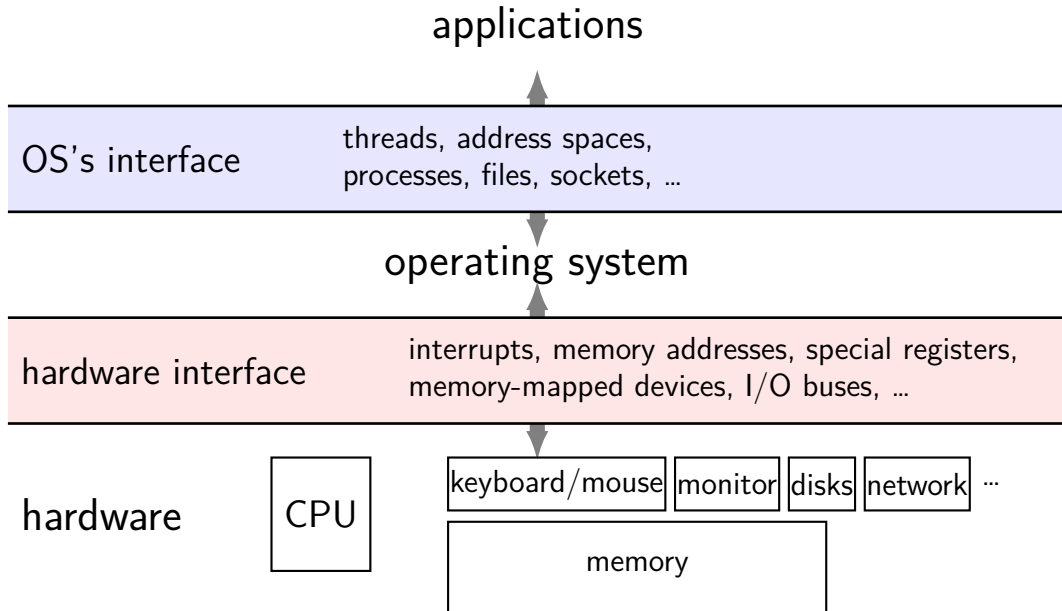 applications
OS's interface
threads, address spaces,
processes, files, sockets, …
operating system
hardware interface
interrupts, memory addresses, special registers,
memory-mapped devices, I/O buses, …
hardware
CPU
keyboard/mouse monitor disks network …
memory